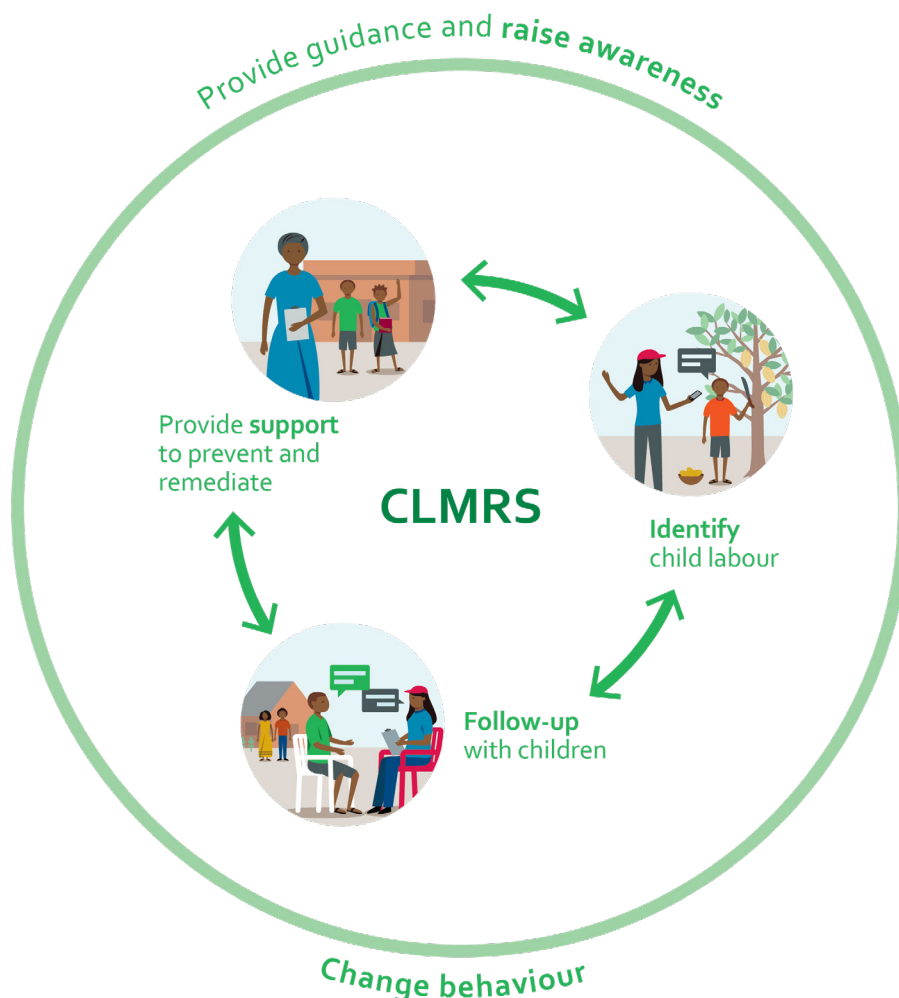 Provide guidance and raise awareness
Provide support
to prevent and
remediate
CLMRS
Identify
child labour
Follow-up
with children
Change behaviour